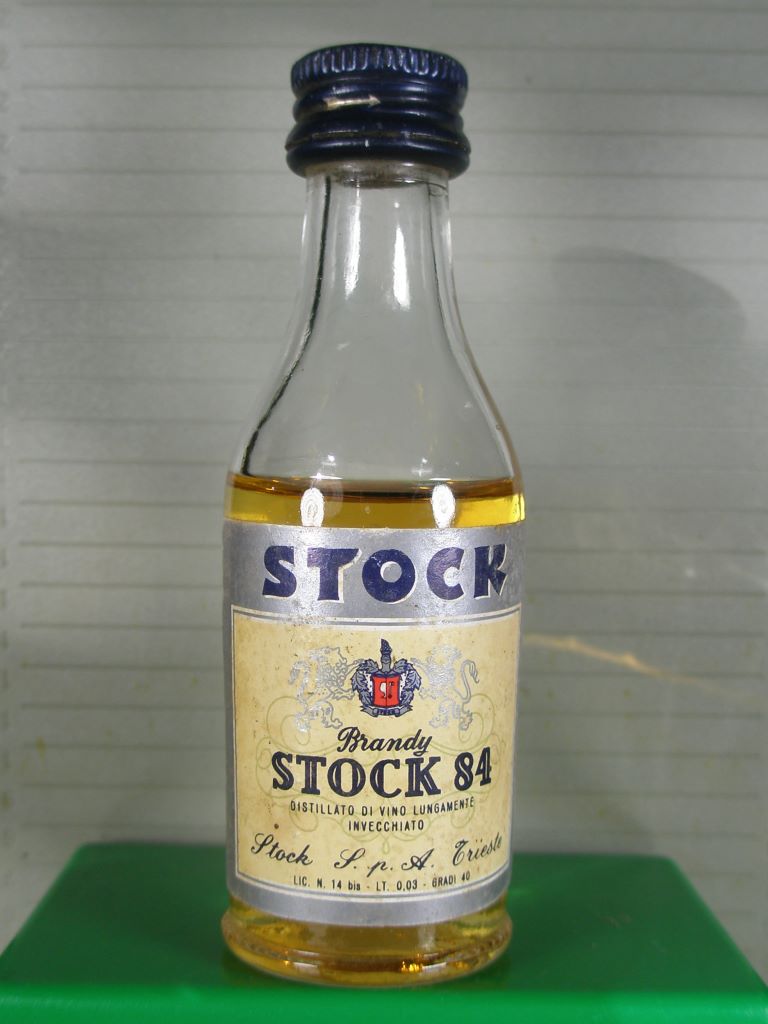 STOCK
Brandy
STOCK 84
DISTILLATO DI VINO LUNGAMENTE
INVECCHIATO
Stock S. p. A. Trieste
LIC. N. 14 bis - LT. 0,03 - GRADI 40